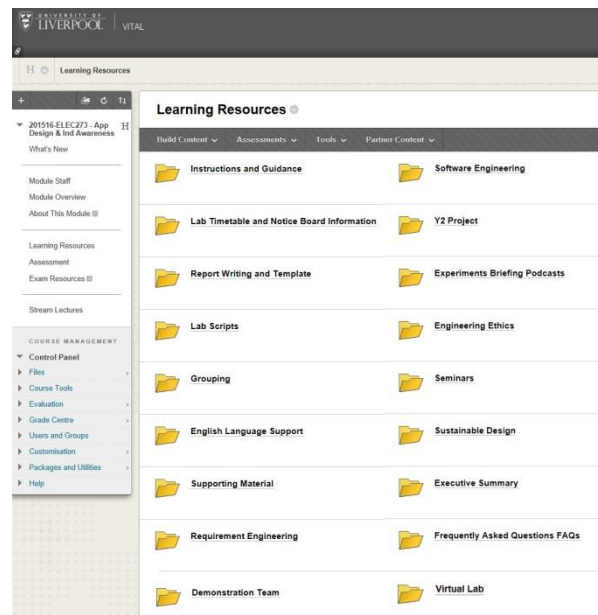 UNIVERSITY OF
LIVERPOOL
VITAL
H
Learning Resources
201516-ELEC273 - App
Design & Ind Awareness
H
What's New
Module Staff
Module Overview
About This Module
Learning Resources
Assessment
Exam Resources
Stream Lectures
COURSE MANAGEMENT
Control Panel
Files
Course Tools
Evaluation
Grade Centre
Users and Groups
Customisation
Packages and Utilities
Help
Learning Resources
Build Content Assessments Tools Partner Content
Instructions and Guidance
Software Engineering
Lab Timetable and Notice Board Information
Y2 Project
Report Writing and Template
Experiments Briefing Podcasts
Lab Scripts
Engineering Ethics
Grouping
Seminars
English Language Support
Sustainable Design
Supporting Material
Executive Summary
Requirement Engineering
Frequently Asked Questions FAQs
Demonstration Team
Virtual Lab